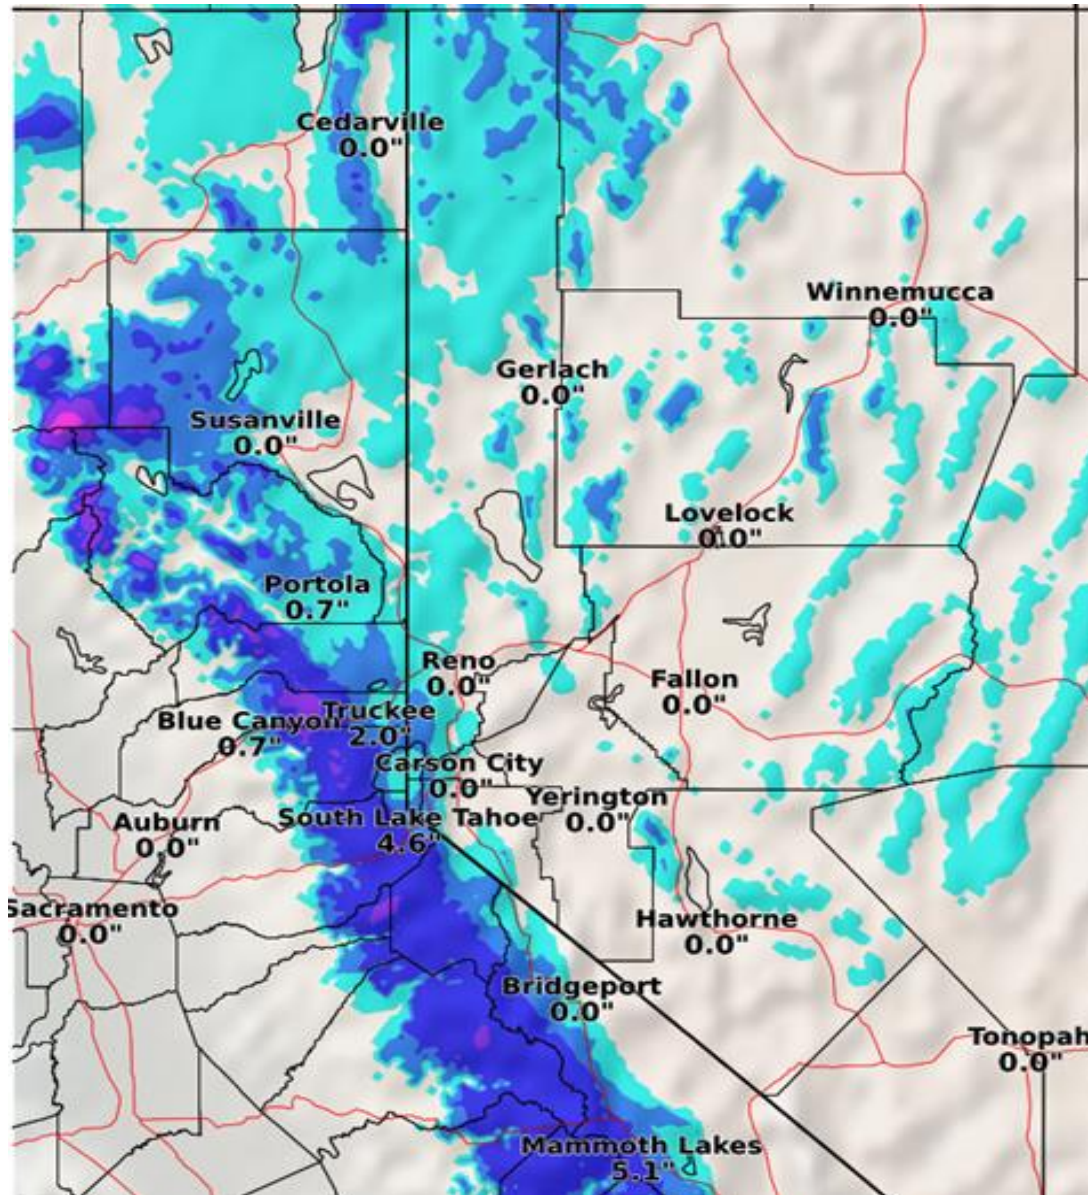 Cedarville
0.0"
Winnemucca
0.0"
Gerlach
0.0"
Susanville
0.0"
Lovelock
0.0"
Portola
0.7"
Reno
0.0"
Fallon
0.0"
Truckee
2.0"
Blue Canyon
0.7"
Carson City
0.0"
Yerington
0.0"
South Lake Tahoe
4.6"
Auburn
0.0"
Sacramento
0.0"
Hawthorne
0.0"
Bridgeport
0.0"
Tonopah
0.0"
Mammoth Lakes
5.1"